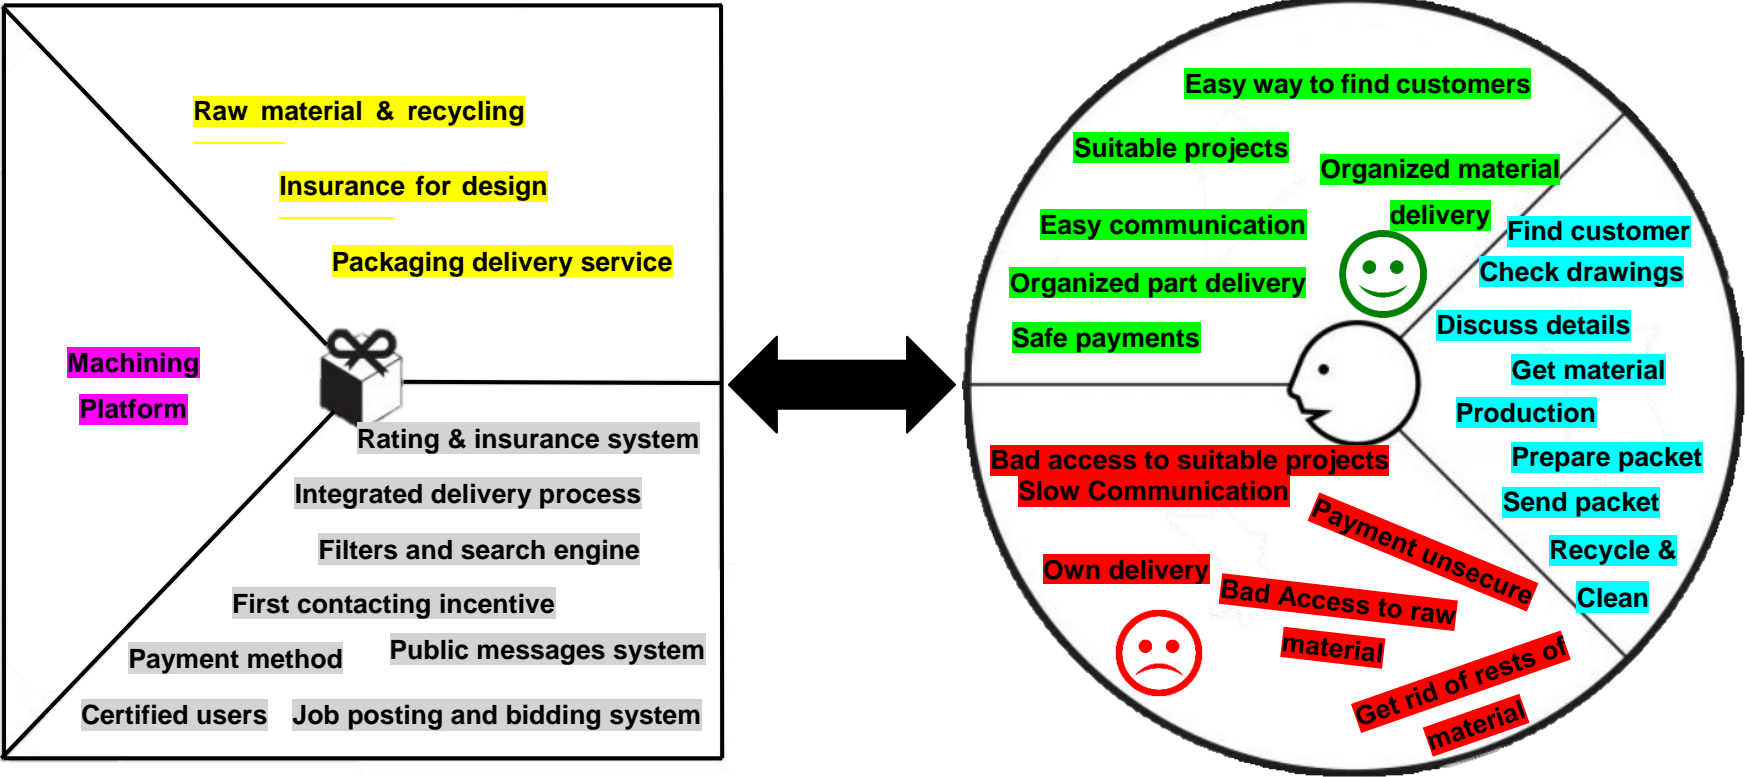 Raw material & recycling
Insurance for design
Packaging delivery service
Machining
Platform
Rating & insurance system
Integrated delivery process
Filters and search engine
First contacting incentive
Payment method
Public messages system
Certified users
Job posting and bidding system
Easy way to find customers
Suitable projects
Organized material
delivery
Easy communication
Organized part delivery
Safe payments
Find customer
Check drawings
Discuss details
Get material
Production
Prepare packet
Send packet
Recycle &
Clean
Bad access to suitable projects
Slow Communication
Payment unsecure
Own delivery
Bad Access to raw
material
Get rid of rests of
material